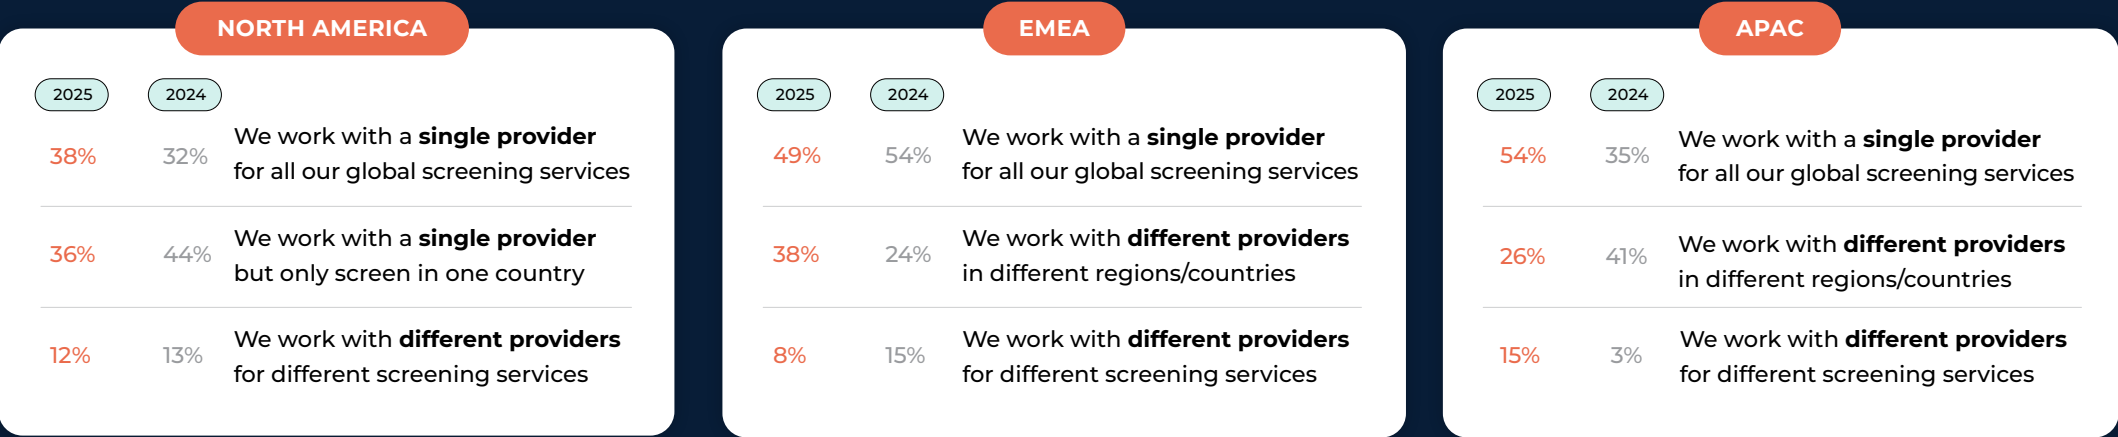 NORTH AMERICA
2025 2024
38% 32% We work with a single provider
for all our global screening services
36% 44% We work with a single provider
but only screen in one country
12% 13% We work with different providers
for different screening services
EMEA
2025 2024
49% 54% We work with a single provider
for all our global screening services
38% 24% We work with different providers
in different regions/countries
8% 15% We work with different providers
for different screening services
APAC
2025 2024
54% 35% We work with a single provider
for all our global screening services
26% 41% We work with different providers
in different regions/countries
15% 3% We work with different providers
for different screening services